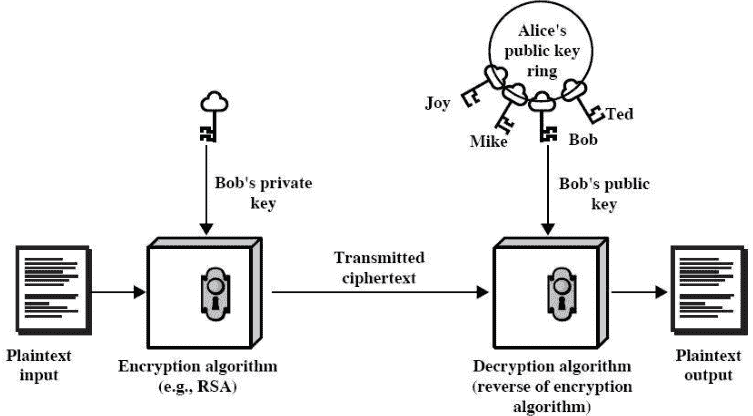 Alice's
public key
ring
Joy
Mike
Bob
Ted
Bob's private
key
Bob's public
key
Transmitted
ciphertext
Plaintext
input
Encryption algorithm
(e.g., RSA)
Decryption algorithm
(reverse of encryption
algorithm)
Plaintext
output